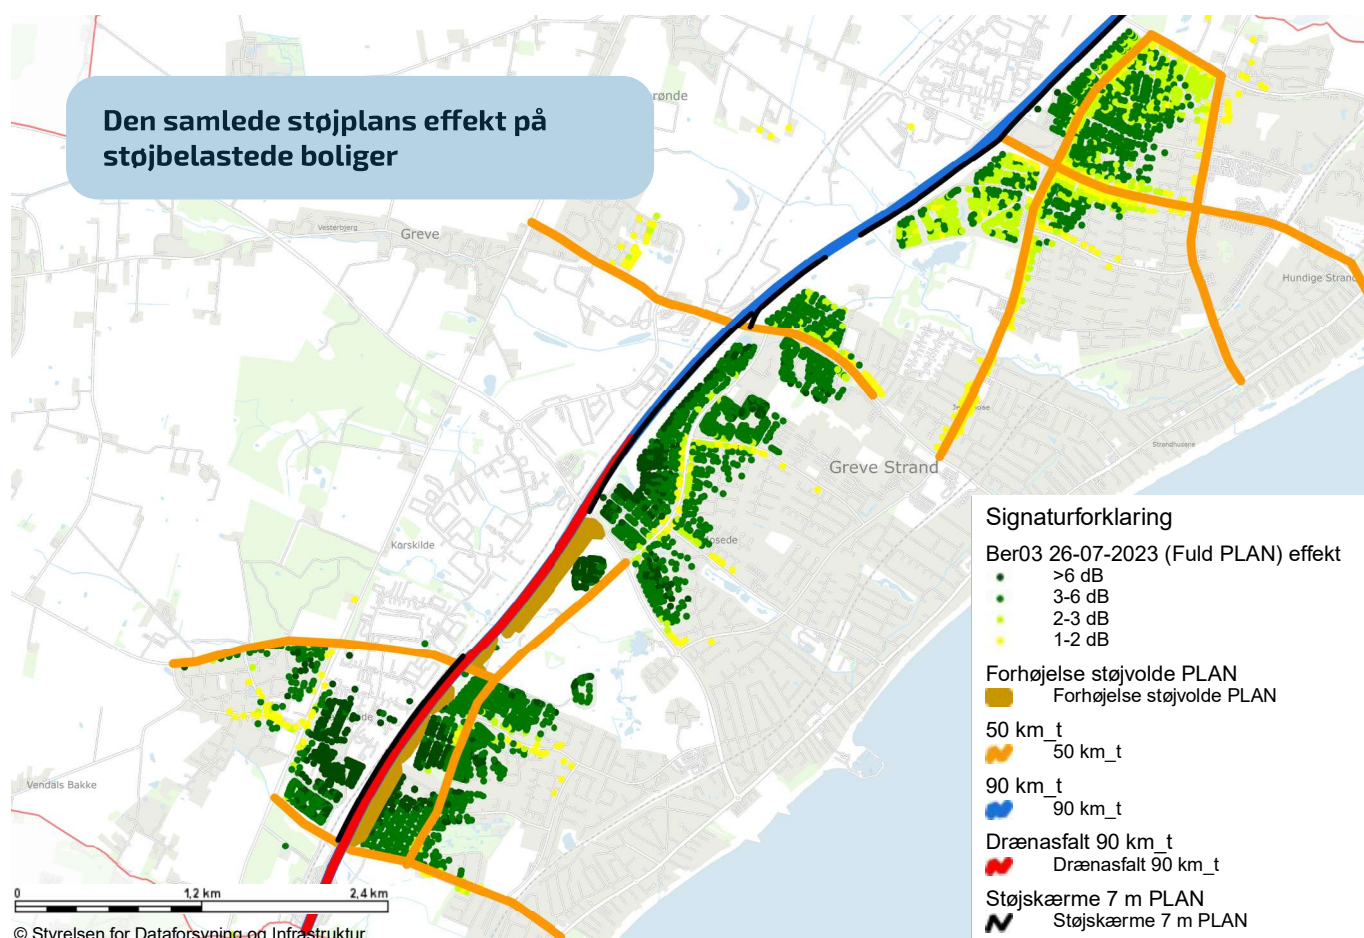 Den samlede støjplans effekt på
støjbelastede boliger
rønde
Vesterbjerg
Greve
Hundige Strand
Strandhusene
Greve Strand
Karskilde
Vendals Bakke
Signaturforklaring
Ber03 26-07-2023 (Fuld PLAN) effekt
>6 dB
3-6 dB
2-3 dB
1-2 dB
Forhøjelse støjvolde PLAN
Forhøjelse støjvolde PLAN
50 km_t
50 km_t
90 km_t
90 km_t
Drænasfalt 90 km_t
Drænasfalt 90 km_t
Støjskærme 7 m PLAN
Støjskærme 7 m PLAN
0 1,2 km 2,4 km
© Styrelsen for Dataforsyning og Infrastruktur